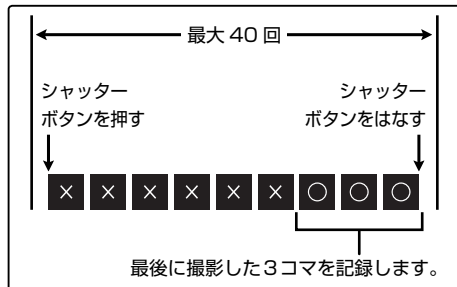 最大 40 回
シャッター
ボタンを押す
シャッター
ボタンをはなす
× × × × × × ○ ○ ○
最後に撮影した3コマを記録します。